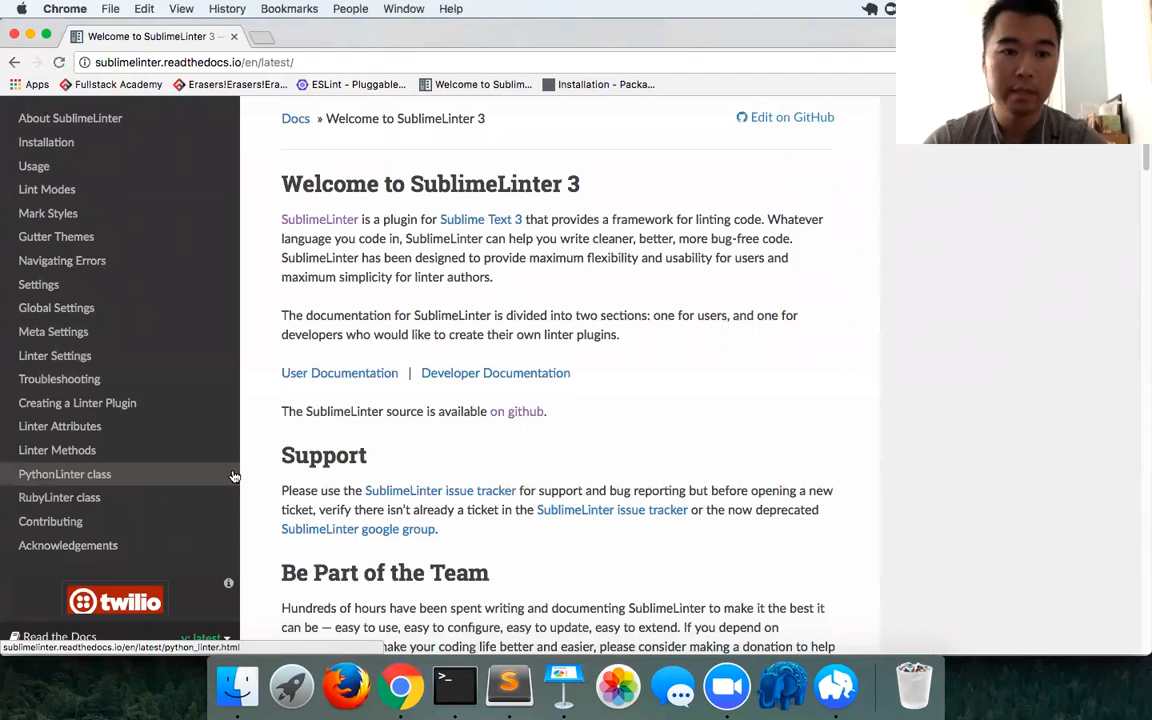 Chrome File Edit View History Bookmarks People Window Help
Welcome to SublimeLinter 3 —
sublimelinter.readthedocs.io/en/latest/
Apps Fullstack Academy Erasers!Erasers!Era... ESLint - Pluggable... Welcome to Sublim... Installation - Packa...
About SublimeLinter
Installation
Usage
Lint Modes
Mark Styles
Gutter Themes
Navigating Errors
Settings
Global Settings
Meta Settings
Linter Settings
Troubleshooting
Creating a Linter Plugin
Linter Attributes
Linter Methods
PythonLinter class
RubyLinter class
Contributing
Acknowledgements
twilio
Read the Docs v: latest
sublimelinter.readthedocs.io/en/latest/python_linter.html
Docs » Welcome to SublimeLinter 3
Edit on GitHub
Welcome to SublimeLinter 3
SublimeLinter is a plugin for Sublime Text 3 that provides a framework for linting code. Whatever
language you code in, SublimeLinter can help you write cleaner, better, more bug-free code.
SublimeLinter has been designed to provide maximum flexibility and usability for users and
maximum simplicity for linter authors.
The documentation for SublimeLinter is divided into two sections: one for users, and one for
developers who would like to create their own linter plugins.
User Documentation | Developer Documentation
The SublimeLinter source is available on github.
Support
Please use the SublimeLinter issue tracker for support and bug reporting but before opening a new
ticket, verify there isn't already a ticket in the SublimeLinter issue tracker or the now deprecated
SublimeLinter google group.
Be Part of the Team
Hundreds of hours have been spent writing and documenting SublimeLinter to make it the best it
can be — easy to use, easy to configure, easy to update, easy to extend. If you depend on
make your coding life better and easier, please consider making a donation to help